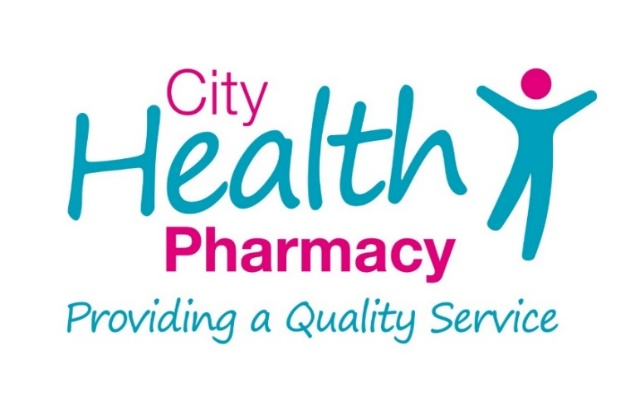 City
Health
Pharmacy
Providing a Quality Service